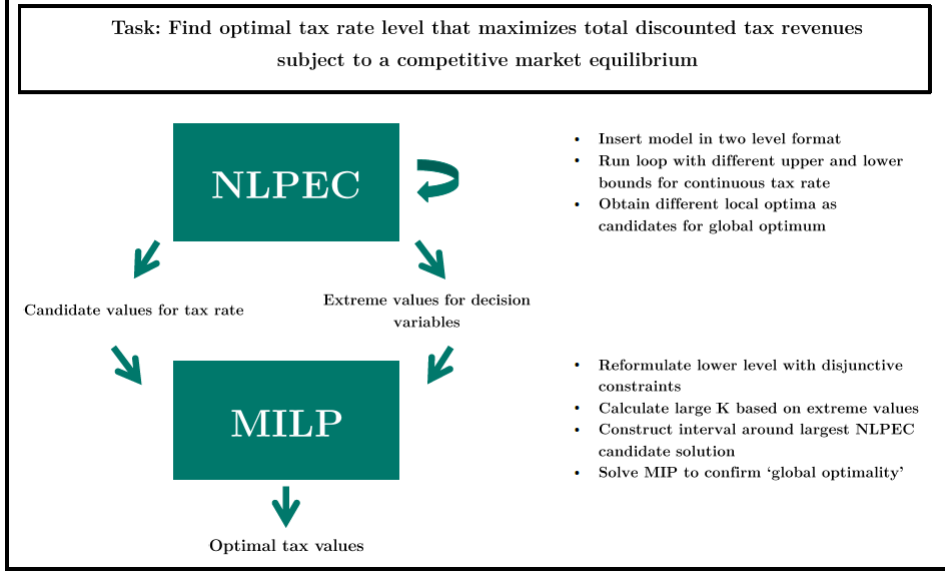 Task: Find optimal tax rate level that maximizes total discounted tax revenues
subject to a competitive market equilibrium
NLPEC
• Insert model in two level format
• Run loop with different upper and lower
bounds for continuous tax rate
• Obtain different local optima as
candidates for global optimum
Candidate values for tax rate
Extreme values for decision
variables
MILP
• Reformulate lower level with disjunctive
constraints
• Calculate large K based on extreme values
• Construct interval around largest NLPEC
candidate solution
• Solve MIP to confirm ‘global optimality’
Optimal tax values